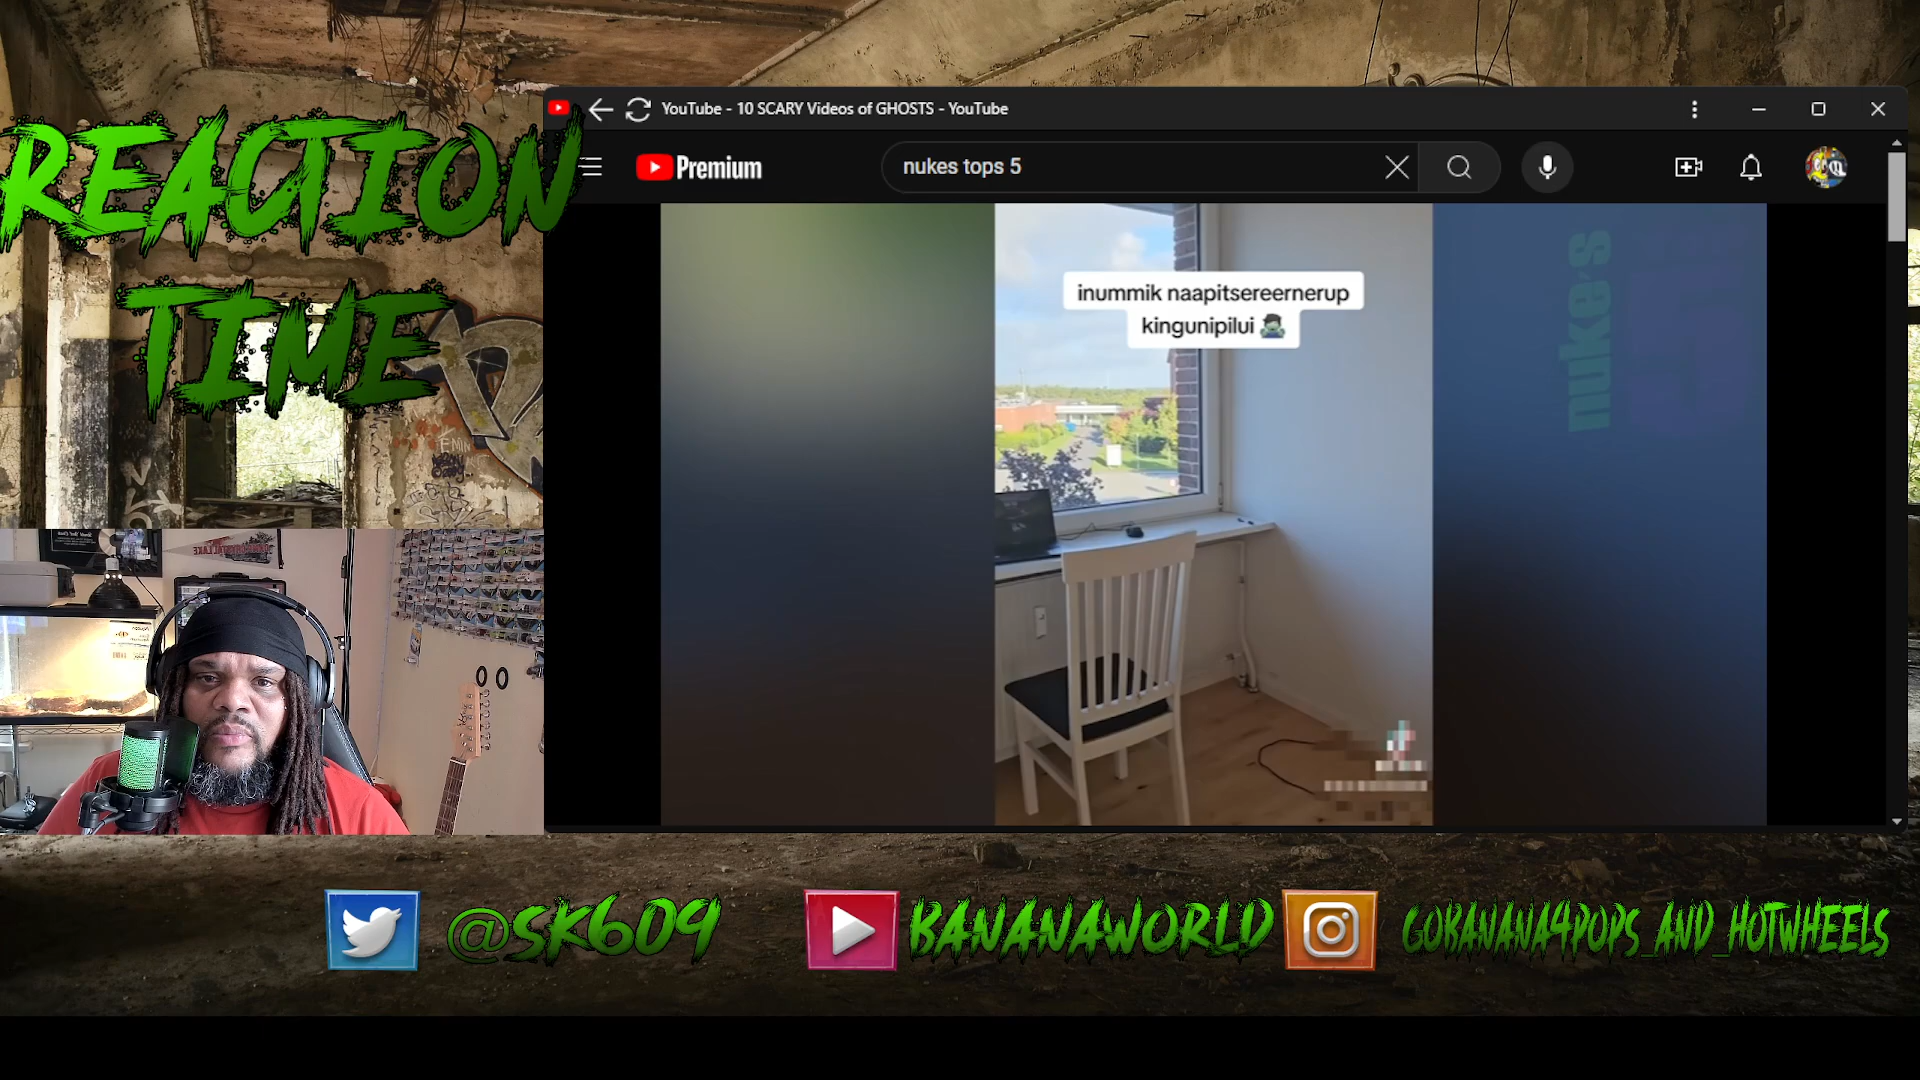 REACTION
TIME
YouTube - 10 SCARY Videos of GHOSTS - YouTube
Premium
nukes tops 5
inummik naapitsereernerup
kingunipilui
nuke's
@SK609
BANANAWORLD
GOBANANA4POPS_AND_HOTWHEELS